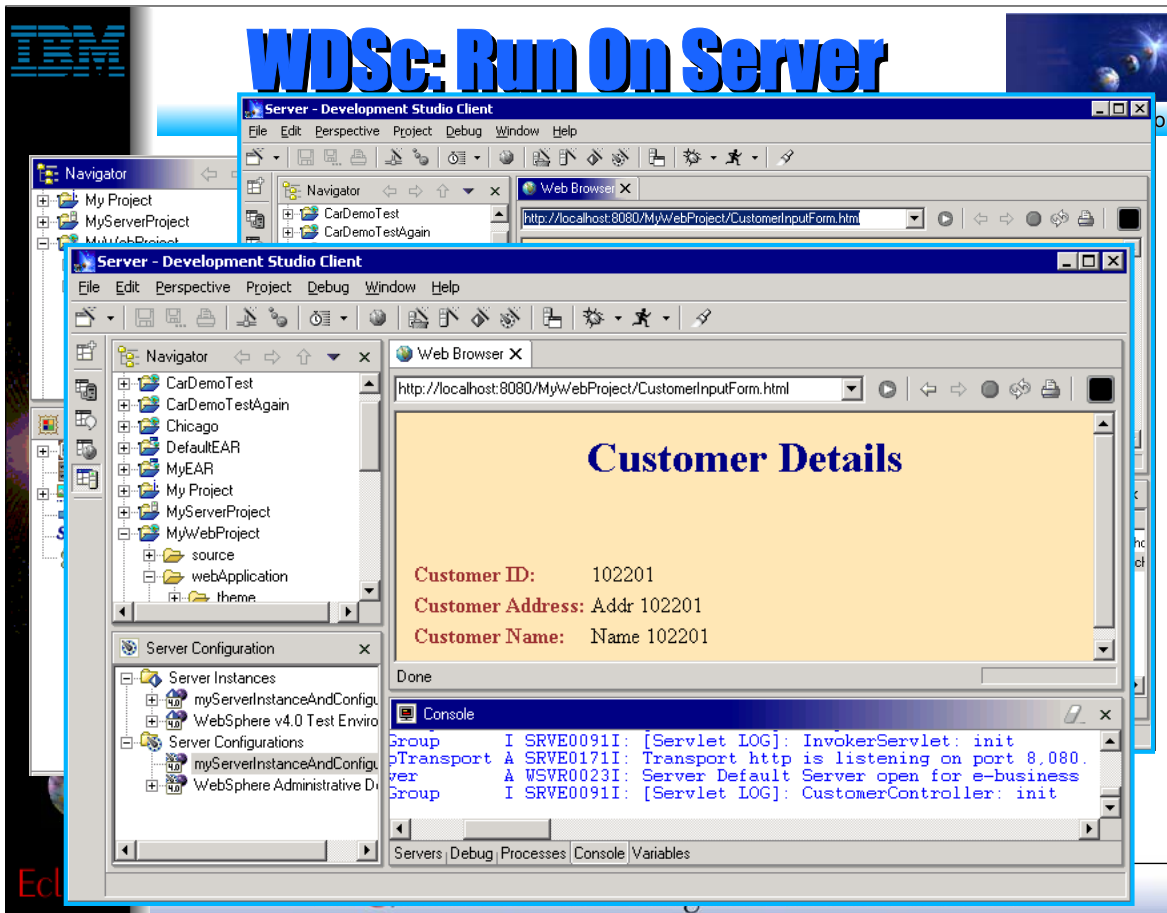 IBM
WDSc: Run On Server
Server - Development Studio Client
File Edit Perspective Project Debug Window Help
Navigator
My Project
MyServerProject
MyWebProject
Navigator
CarDemoTest
CarDemoTestAgain
Web Browser
http://localhost:8080/MyWebProject/CustomerInputForm.html
Server - Development Studio Client
File Edit Perspective Project Debug Window Help
Navigator
CarDemoTest
CarDemoTestAgain
Chicago
DefaultEAR
MyEAR
My Project
MyServerProject
MyWebProject
source
webApplication
theme
Web Browser
http://localhost:8080/MyWebProject/CustomerInputForm.html
Customer Details
Customer ID: 102201
Customer Address: Addr 102201
Customer Name: Name 102201
Done
Server Configuration
Server Instances
myServerInstanceAndConfigu
WebSphere v4.0 Test Enviro
Server Configurations
myServerInstanceAndConfigu
WebSphere Administrative D
Console
Group I SRVE0091I: [Servlet LOG]: InvokerServlet: init
pTransport A SRVE0171I: Transport http is listening on port 8,080.
ver A WSVR0023I: Server Default Server open for e-business
Group I SRVE0091I: [Servlet LOG]: CustomerController: init
Servers Debug Processes Console Variables
Ecl